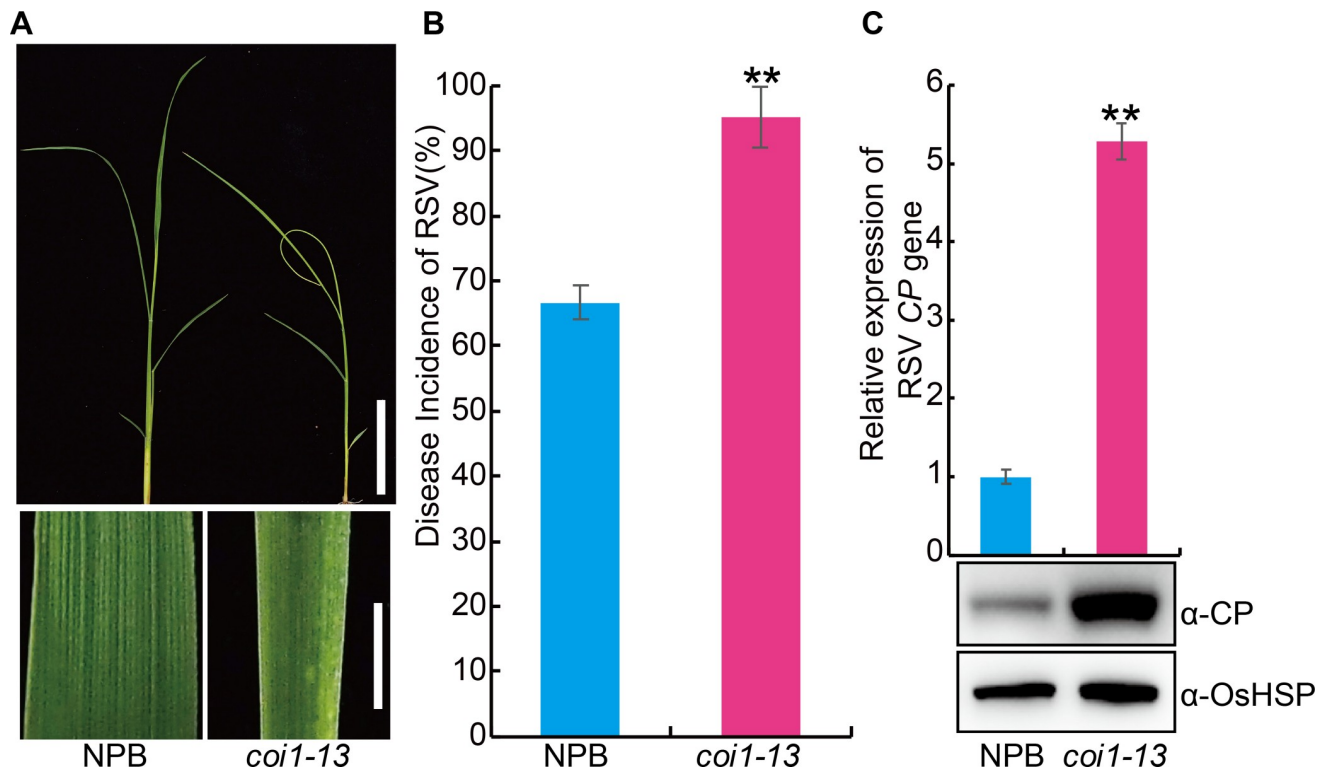 A
NPB
coi1-13
B
Disease Incidence of RSV(%)
100
90
80
70
60
50
40
30
20
10
0
**
NPB
coi1-13
C
Relative expression of
RSV CP gene
6
5
4
3
2
1
0
**
α-CP
α-OsHSP
NPB
coi1-13